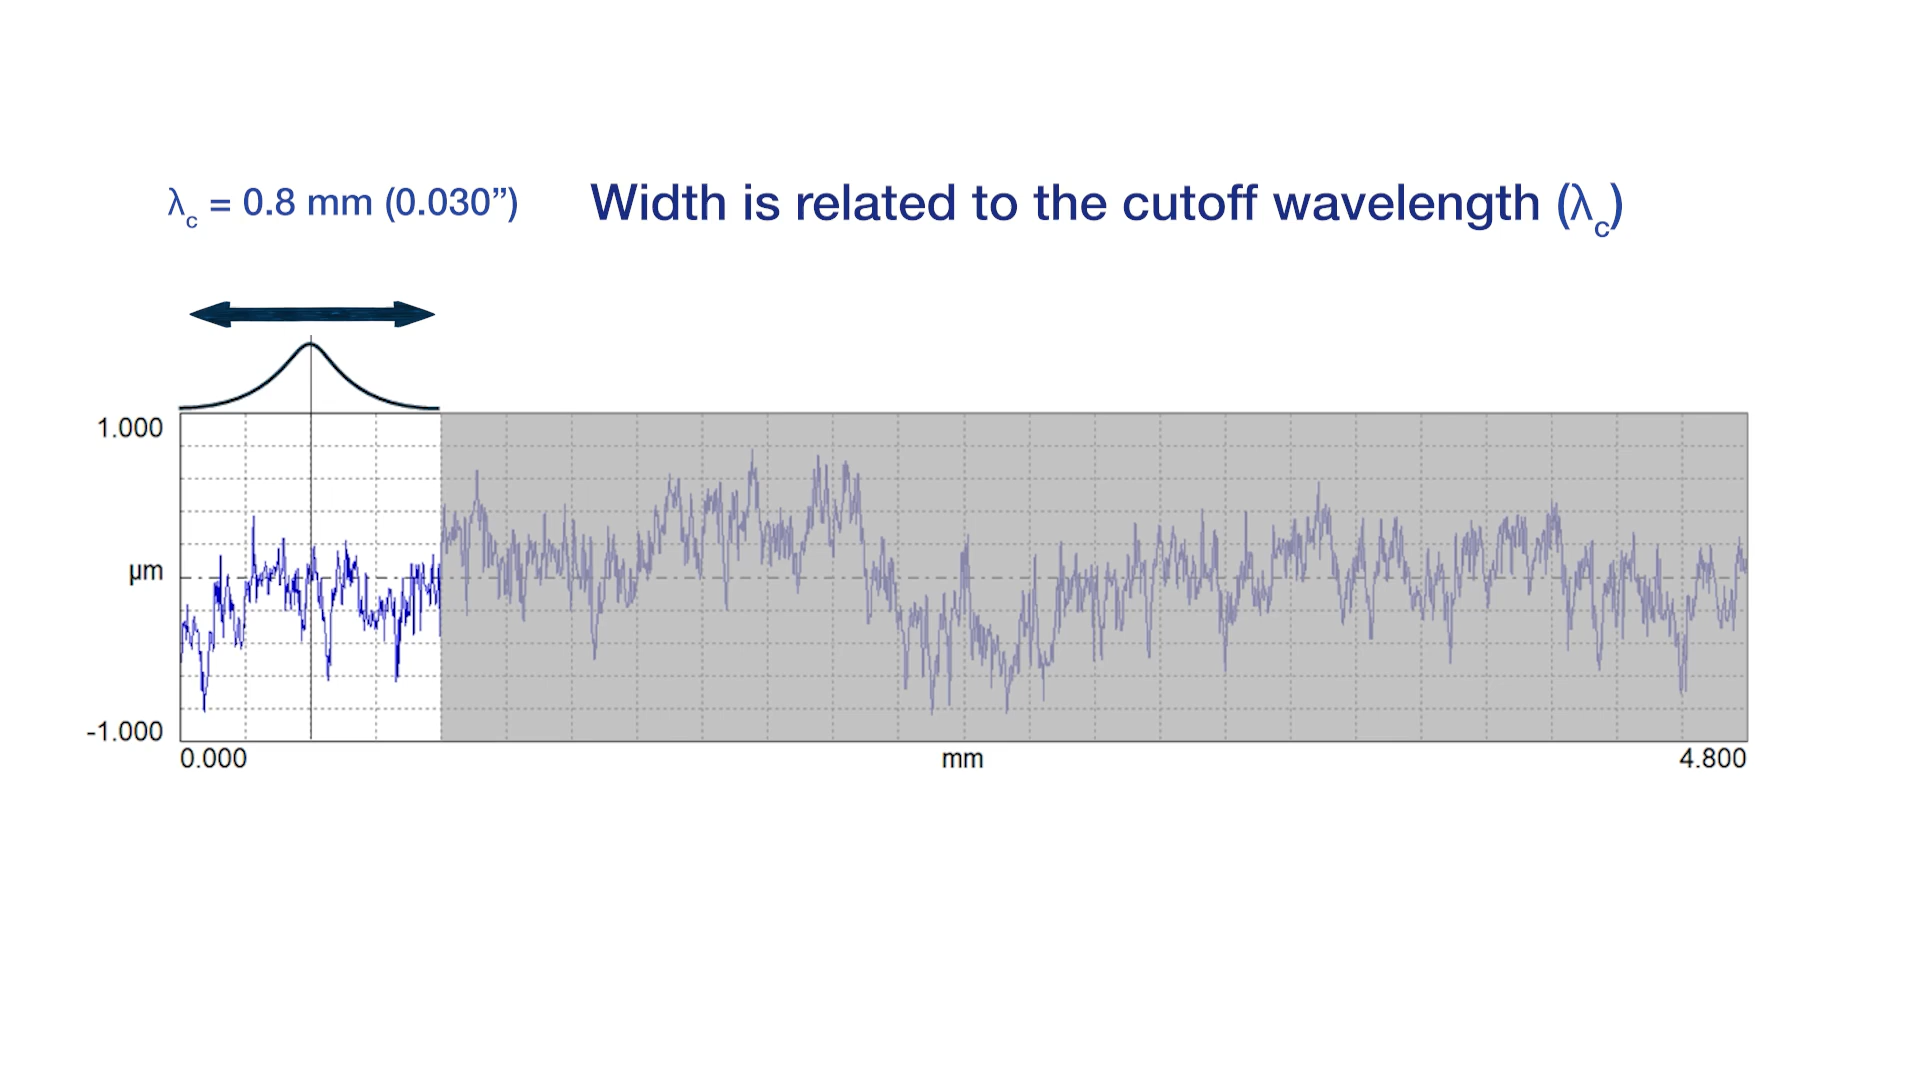 λc = 0.8 mm (0.030”)
Width is related to the cutoff wavelength (λc)
1.000
µm
-1.000
0.000
mm
4.800